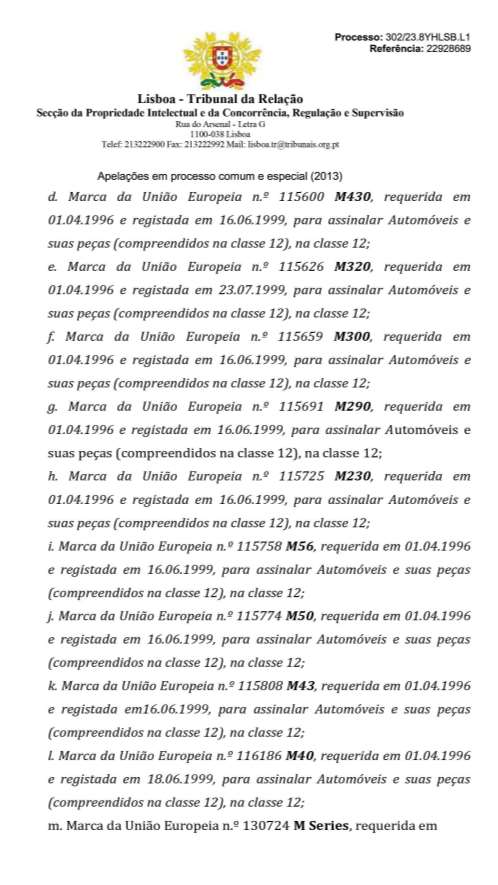 Processo: 302/23.8YHLSB.L1
Referência: 22928689
Lisboa - Tribunal da Relação
Secção da Propriedade Intelectual e da Concorrência, Regulação e Supervisão
Rua do Arsenal - Letra G
1100-038 Lisboa
Telef: 213222900 Fax: 213222992 Mail: lisboa.tr@tribunais.org.pt
Apelações em processo comum e especial (2013)
d. Marca da União Europeia n.º 115600 M430, requerida em
01.04.1996 e registada em 16.06.1999, para assinalar Automóveis e
suas peças (compreendidos na classe 12), na classe 12;
e. Marca da União Europeia n.º 115626 M320, requerida em
01.04.1996 e registada em 23.07.1999, para assinalar Automóveis e
suas peças (compreendidos na classe 12), na classe 12;
f. Marca da União Europeia n.º 115659 M300, requerida em
01.04.1996 e registada em 16.06.1999, para assinalar Automóveis e
suas peças (compreendidos na classe 12), na classe 12;
g. Marca da União Europeia n.º 115691 M290, requerida em
01.04.1996 e registada em 16.06.1999, para assinalar Automóveis e
suas peças (compreendidos na classe 12), na classe 12;
h. Marca da União Europeia n.º 115725 M230, requerida em
01.04.1996 e registada em 16.06.1999, para assinalar Automóveis e
suas peças (compreendidos na classe 12), na classe 12;
i. Marca da União Europeia n.º 115758 M56, requerida em 01.04.1996
e registada em 16.06.1999, para assinalar Automóveis e suas peças
(compreendidos na classe 12), na classe 12;
j. Marca da União Europeia n.º 115774 M50, requerida em 01.04.1996
e registada em 16.06.1999, para assinalar Automóveis e suas peças
(compreendidos na classe 12), na classe 12;
k. Marca da União Europeia n.º 115808 M43, requerida em 01.04.1996
e registada em16.06.1999, para assinalar Automóveis e suas peças
(compreendidos na classe 12), na classe 12;
l. Marca da União Europeia n.º 116186 M40, requerida em 01.04.1996
e registada em 18.06.1999, para assinalar Automóveis e suas peças
(compreendidos na classe 12), na classe 12;
m. Marca da União Europeia n.º 130724 M Series, requerida em